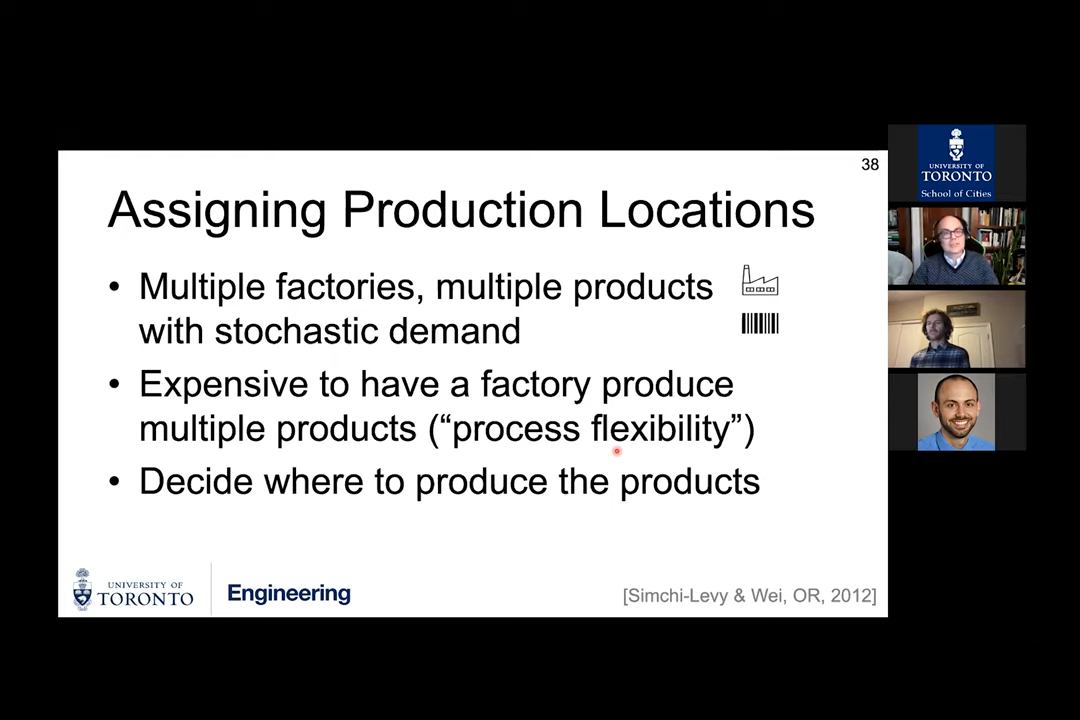 38
Assigning Production Locations
• Multiple factories, multiple products
with stochastic demand
• Expensive to have a factory produce
multiple products (“process flexibility”)
• Decide where to produce the products
UNIVERSITY OF
TORONTO
Engineering
[Simchi-Levy & Wei, OR, 2012]
UNIVERSITY OF
TORONTO
School of Cities